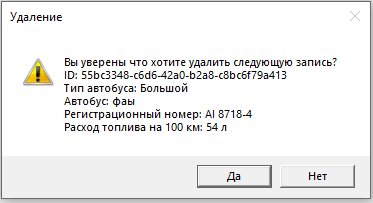 Удаление
Вы уверены что хотите удалить следующую запись?
ID: 55bc3348-c6d6-42a0-b2a8-c8bc6f79a413
Тип автобуса: Большой
Автобус: фаы
Регистрационный номер: AI 8718-4
Расход топлива на 100 км: 54 л
Да
Нет